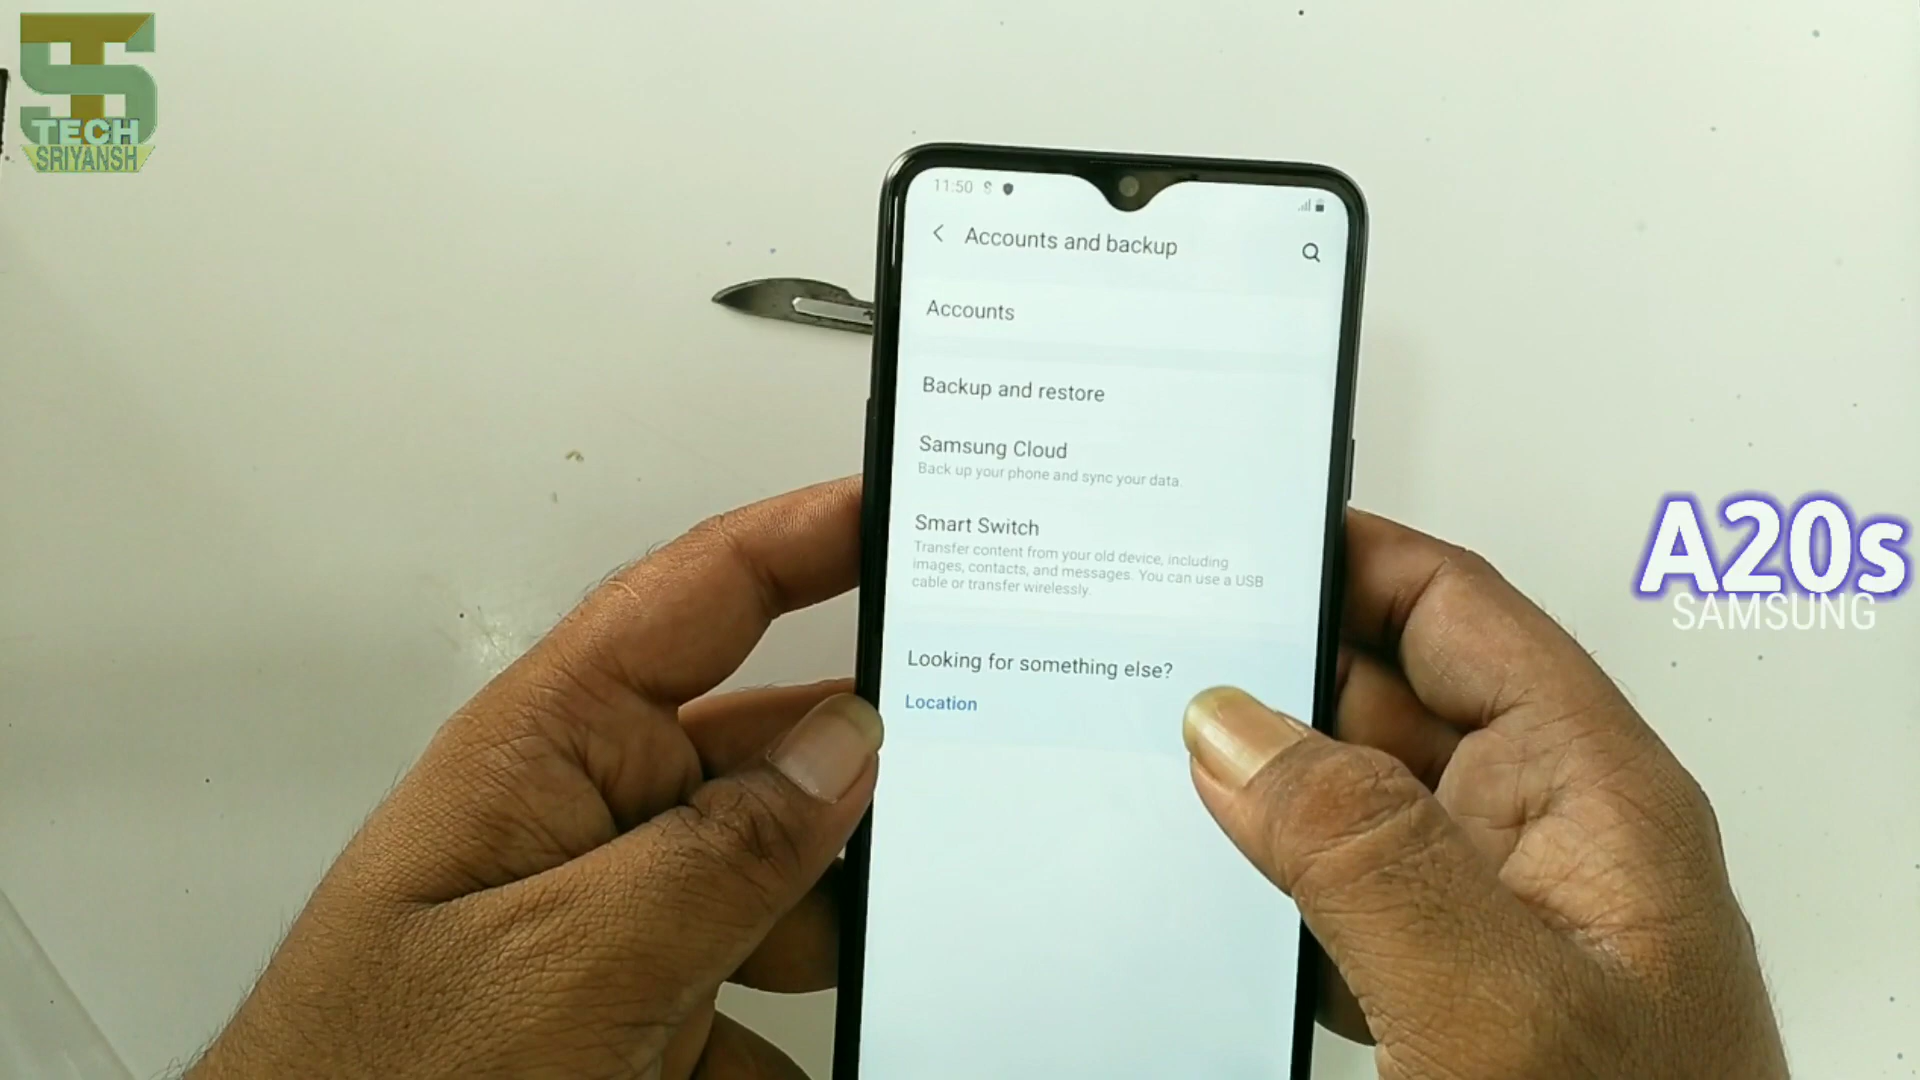 TS
TECH
SRIYANSH
11:50
Accounts and backup
Accounts
Backup and restore
Samsung Cloud
Back up your phone and sync your data.
Smart Switch
Transfer content from your old device, including
images, contacts, and messages. You can use a USB
cable or transfer wirelessly.
Looking for something else?
Location
A20s
SAMSUNG